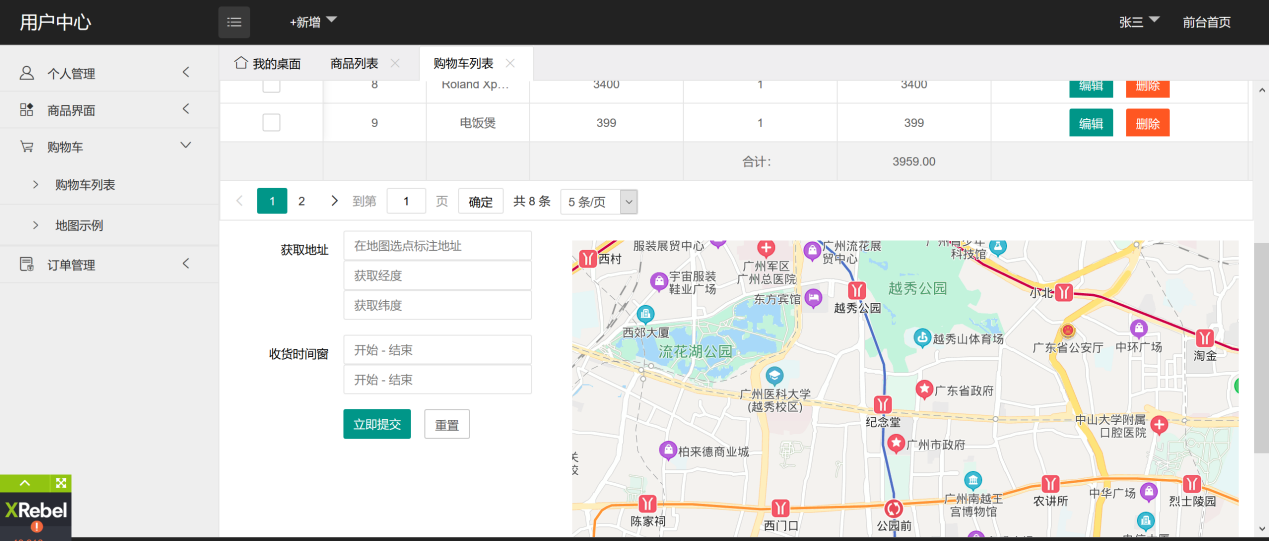 用户中心
+新增
张三
前台首页
个人管理
商品界面
购物车
购物车列表
地图示例
订单管理
我的桌面
商品列表
购物车列表
8 Roland Xp... 3400 1 3400 编辑 删除
9 电饭煲 399 1 399 编辑 删除
合计: 3959.00
1 2 到第 1 页 确定 共 8 条 5 条/页
获取地址
在地图选点标注地址
获取经度
获取纬度
收货时间窗
开始 - 结束
开始 - 结束
立即提交 重置
西村
服装展贸中心
广州军区
广州总医院
广州流花展
贸中心
科技馆
宇宙服装
鞋业广场
东方宾馆
越秀公园
越秀公园
小北
西郊大厦
流花湖公园
越秀山体育场
广东省公安厅
中环广场
淘金
广州医科大学
(越秀校区)
广东省政府
纪念堂
中山大学附属
口腔医院
广州市政府
柏来德商业城
广州南越王
宫博物馆
农讲所
中华广场
烈士陵园
陈家祠
西门口
公园前
XRebel